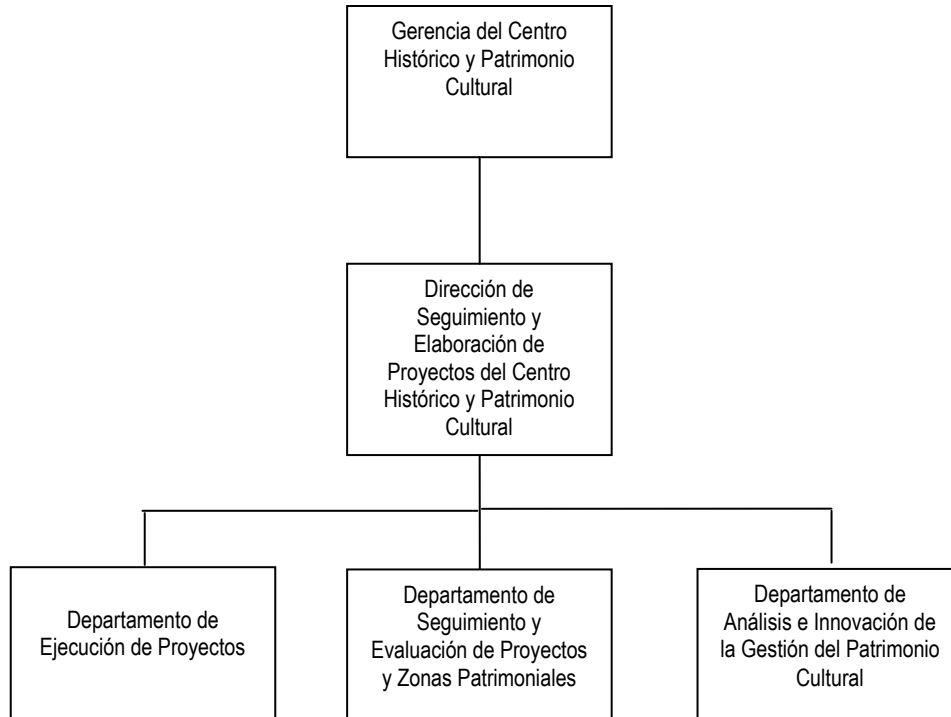 Gerencia del Centro
Histórico y Patrimonio
Cultural
Dirección de
Seguimiento y
Elaboración de
Proyectos del Centro
Histórico y Patrimonio
Cultural
Departamento de
Ejecución de Proyectos
Departamento de
Seguimiento y
Evaluación de Proyectos
y Zonas Patrimoniales
Departamento de
Análisis e Innovación de
la Gestión del Patrimonio
Cultural